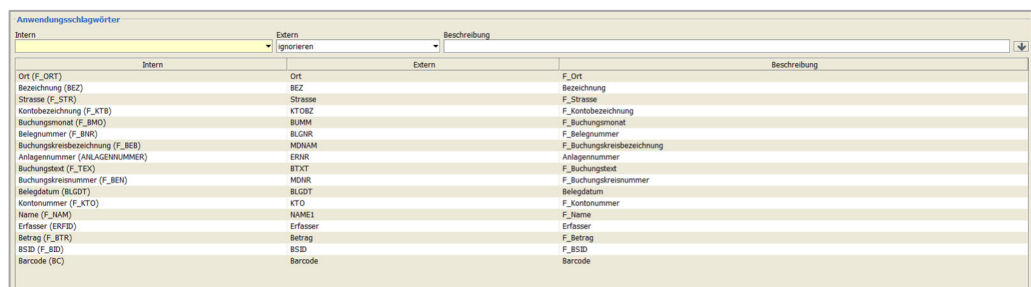 Anwendungsschlagwörter
Intern Extern Beschreibung
ignorieren
Intern Extern Beschreibung
Ort (F_ORT) Ort F_Ort
Bezeichnung (BEZ) BEZ Bezeichnung
Strasse (F_STR) Strasse F_Strasse
Kontobezeichnung (F_KTB) KTOBZ F_Kontobezeichnung
Buchungsmonat (F_BMO) BUMM F_Buchungsmonat
Belegnummer (F_BNR) BLGNR F_Belegnummer
Buchungskreisbezeichnung (F_BEB) MDNAM F_Buchungskreisbezeichnung
Anlagennummer (ANLAGENNUMMER) ERNR Anlagennummer
Buchungstext (F_TEX) BTXT F_Buchungstext
Buchungskreisnummer (F_BEN) MDNR F_Buchungskreisnummer
Belegdatum (BLGDT) BLGDT Belegdatum
Kontonummer (F_KTO) KTO F_Kontonummer
Name (F_NAM) NAME1 F_Name
Erfasser (ERFID) Erfasser Erfasser
Betrag (F_BTR) Betrag F_Betrag
BSID (F_BID) BSID F_BSID
Barcode (BC) Barcode Barcode